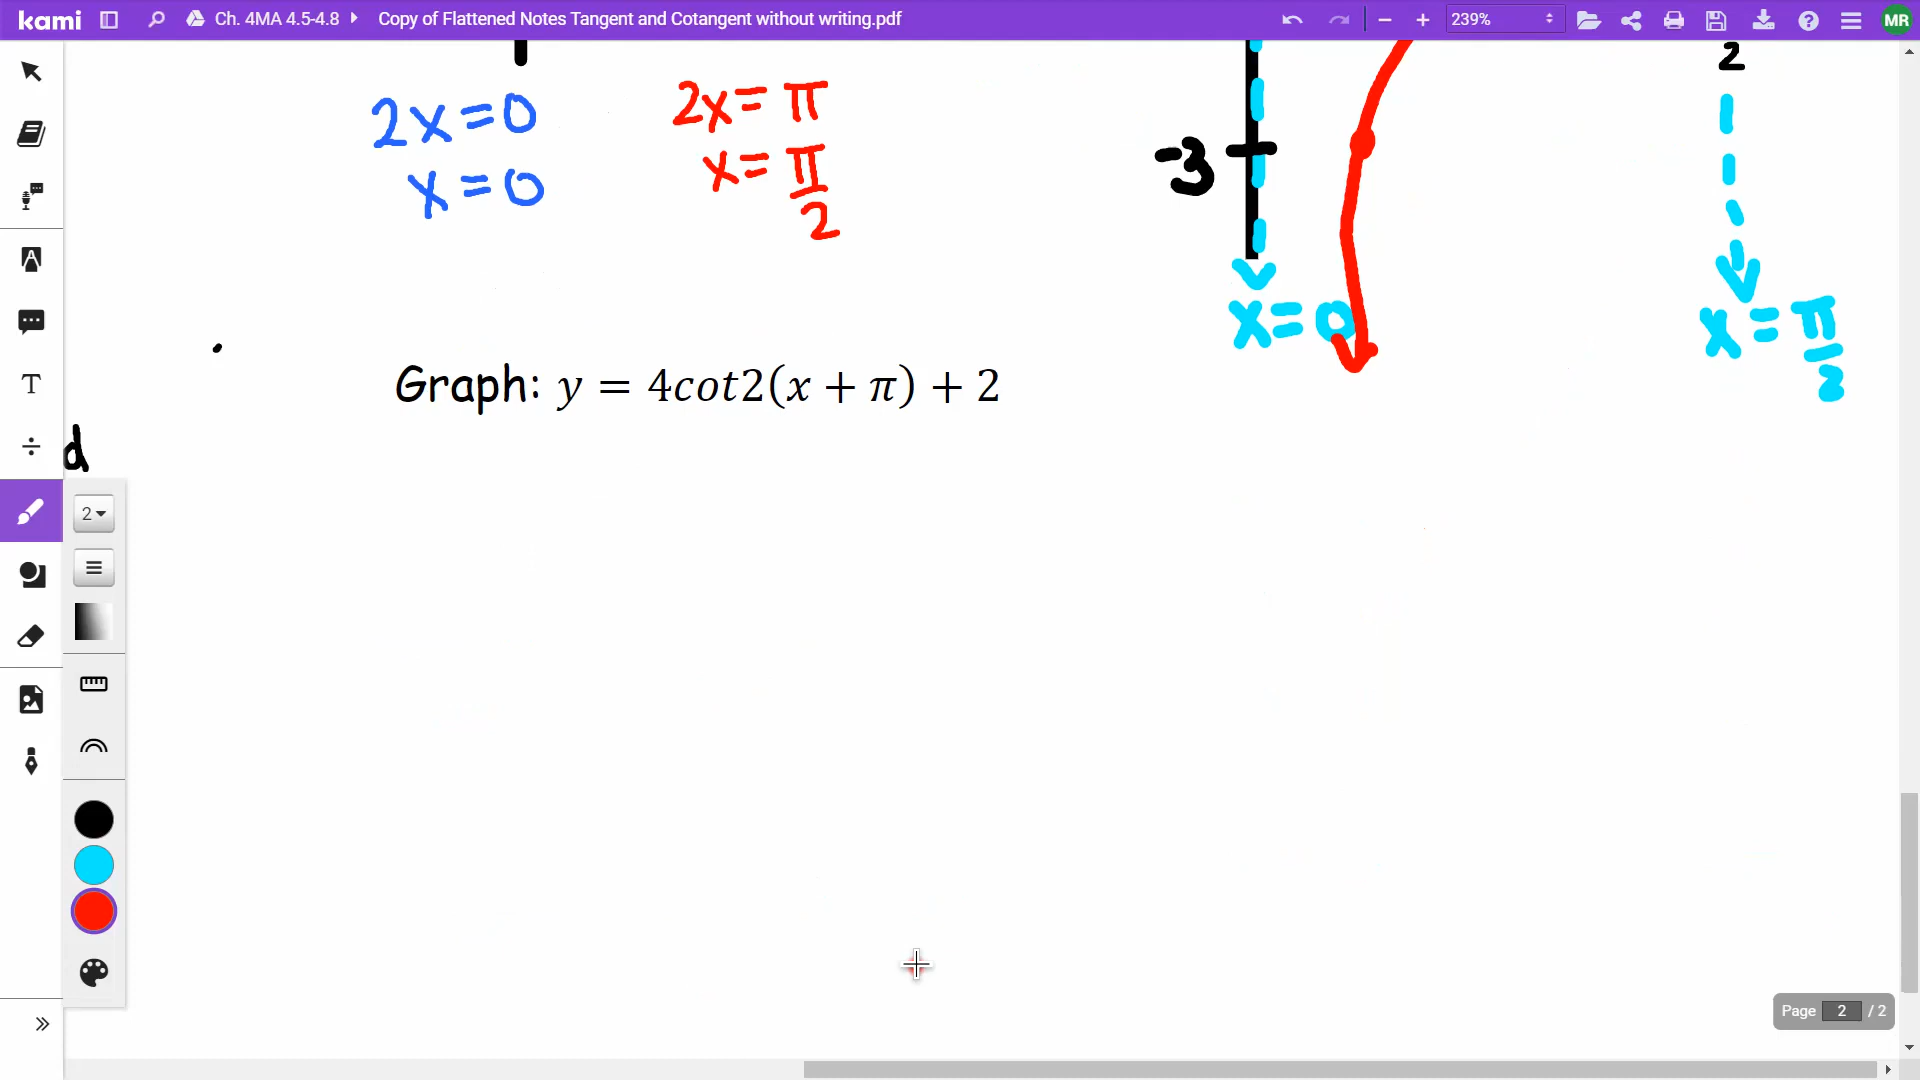 kami Ch. 4MA 4.5-4.8 Copy of Flattened Notes Tangent and Cotangent without writing.pdf 239% MR
2
2x=0 2x=π
x=0 x=π/2
-3
x=0 x=π/2
Graph: y = 4cot2(x + π) + 2
d
T
2
Page 2 / 2